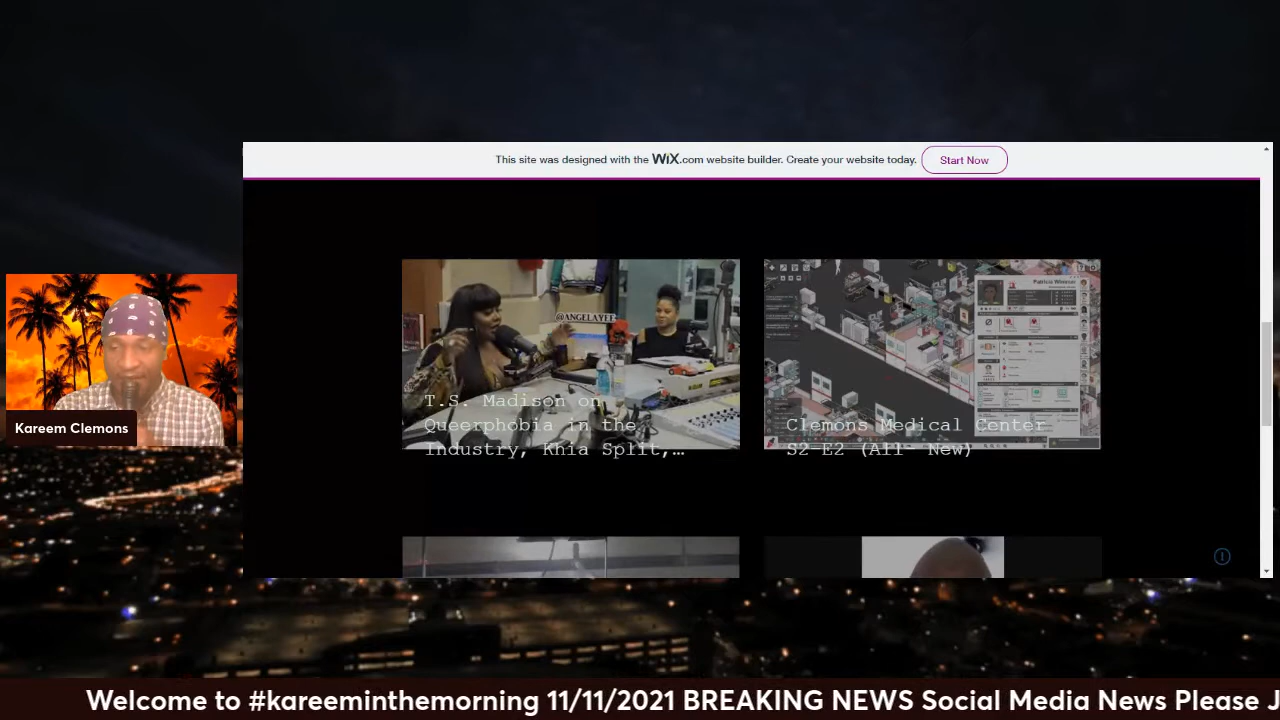 This site was designed with the WiX.com website builder. Create your website today.
Start Now
@ANGELAYEE
T.S. Madison on
Queerphobia in the
Industry, Khia Split,…
Clemons Medical Center
S2-E2 (All- New)
Kareem Clemons
Welcome to #kareeminthemorning 11/11/2021 BREAKING NEWS Social Media News Please J